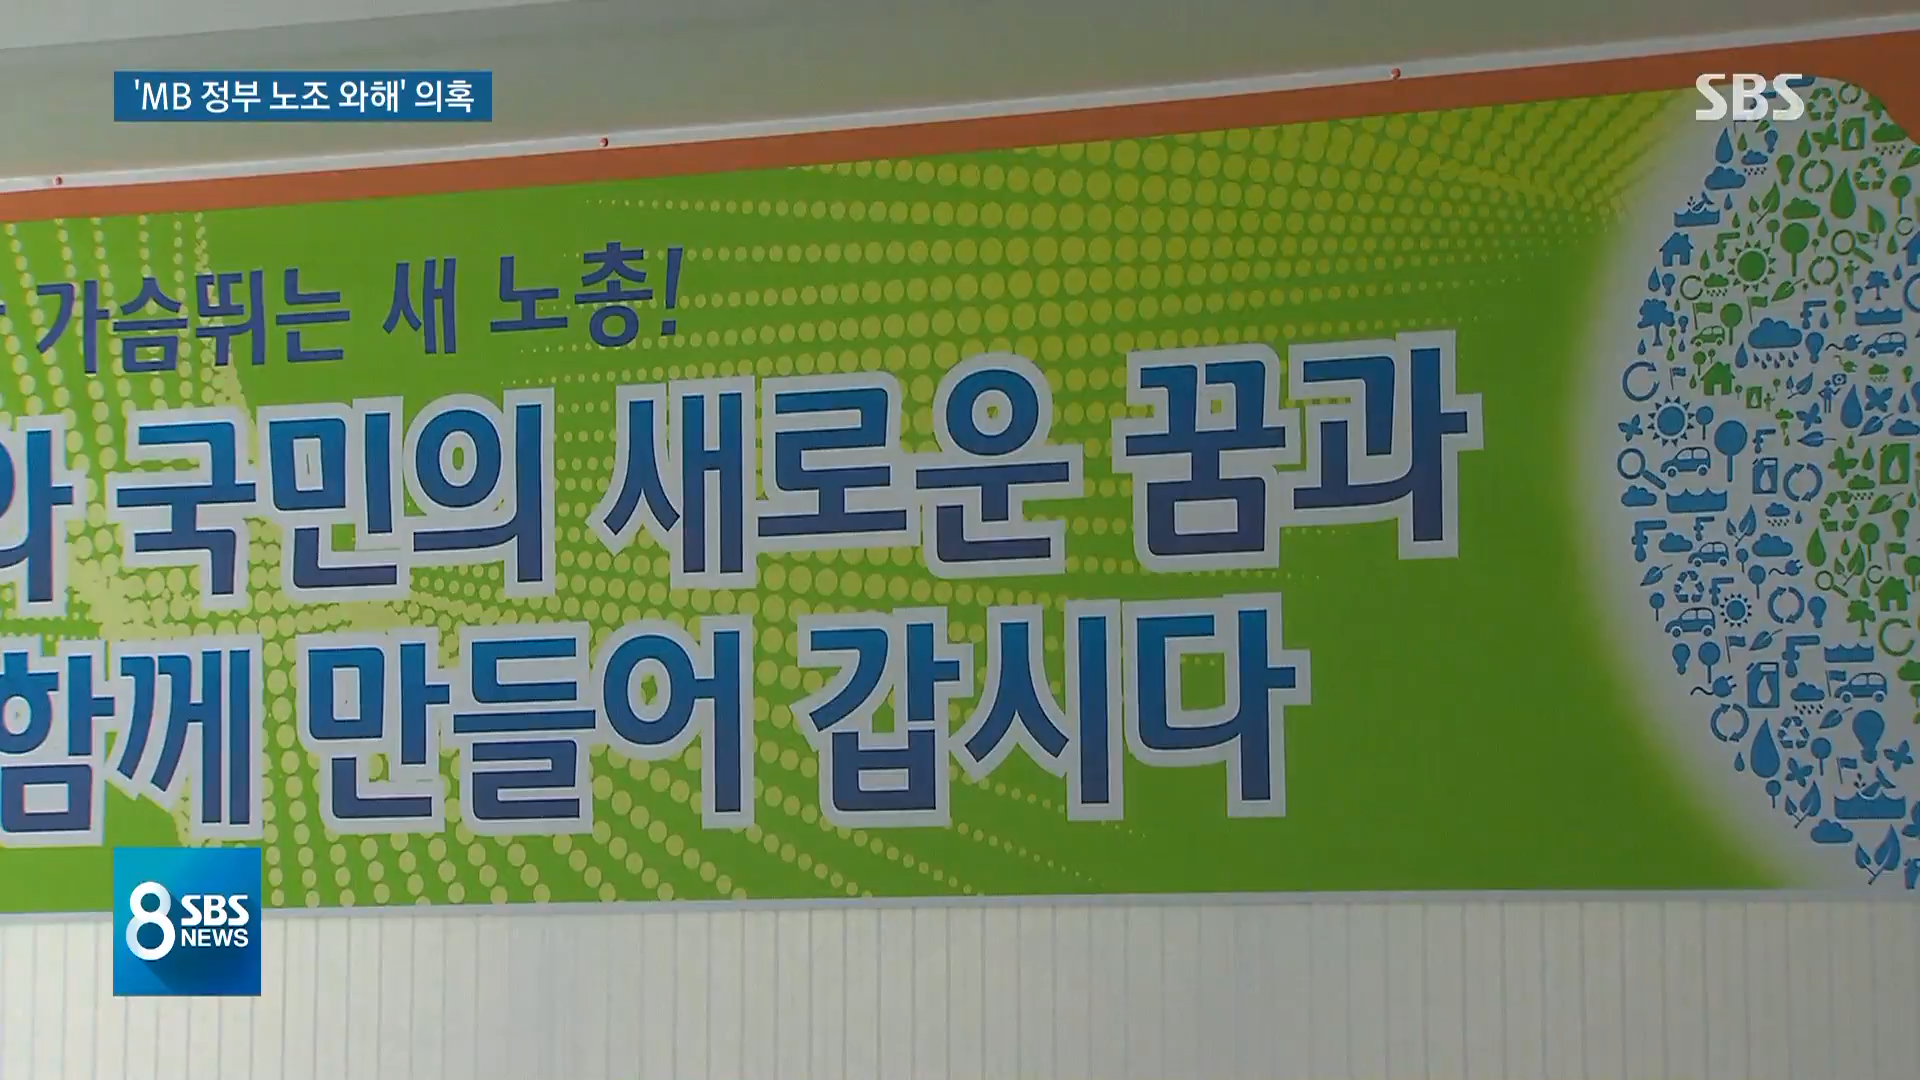 'MB 정부 노조 와해' 의혹
SBS
가슴뛰는 새 노총!
와 국민의 새로운 꿈과
함께 만들어 갑시다
8 SBS NEWS